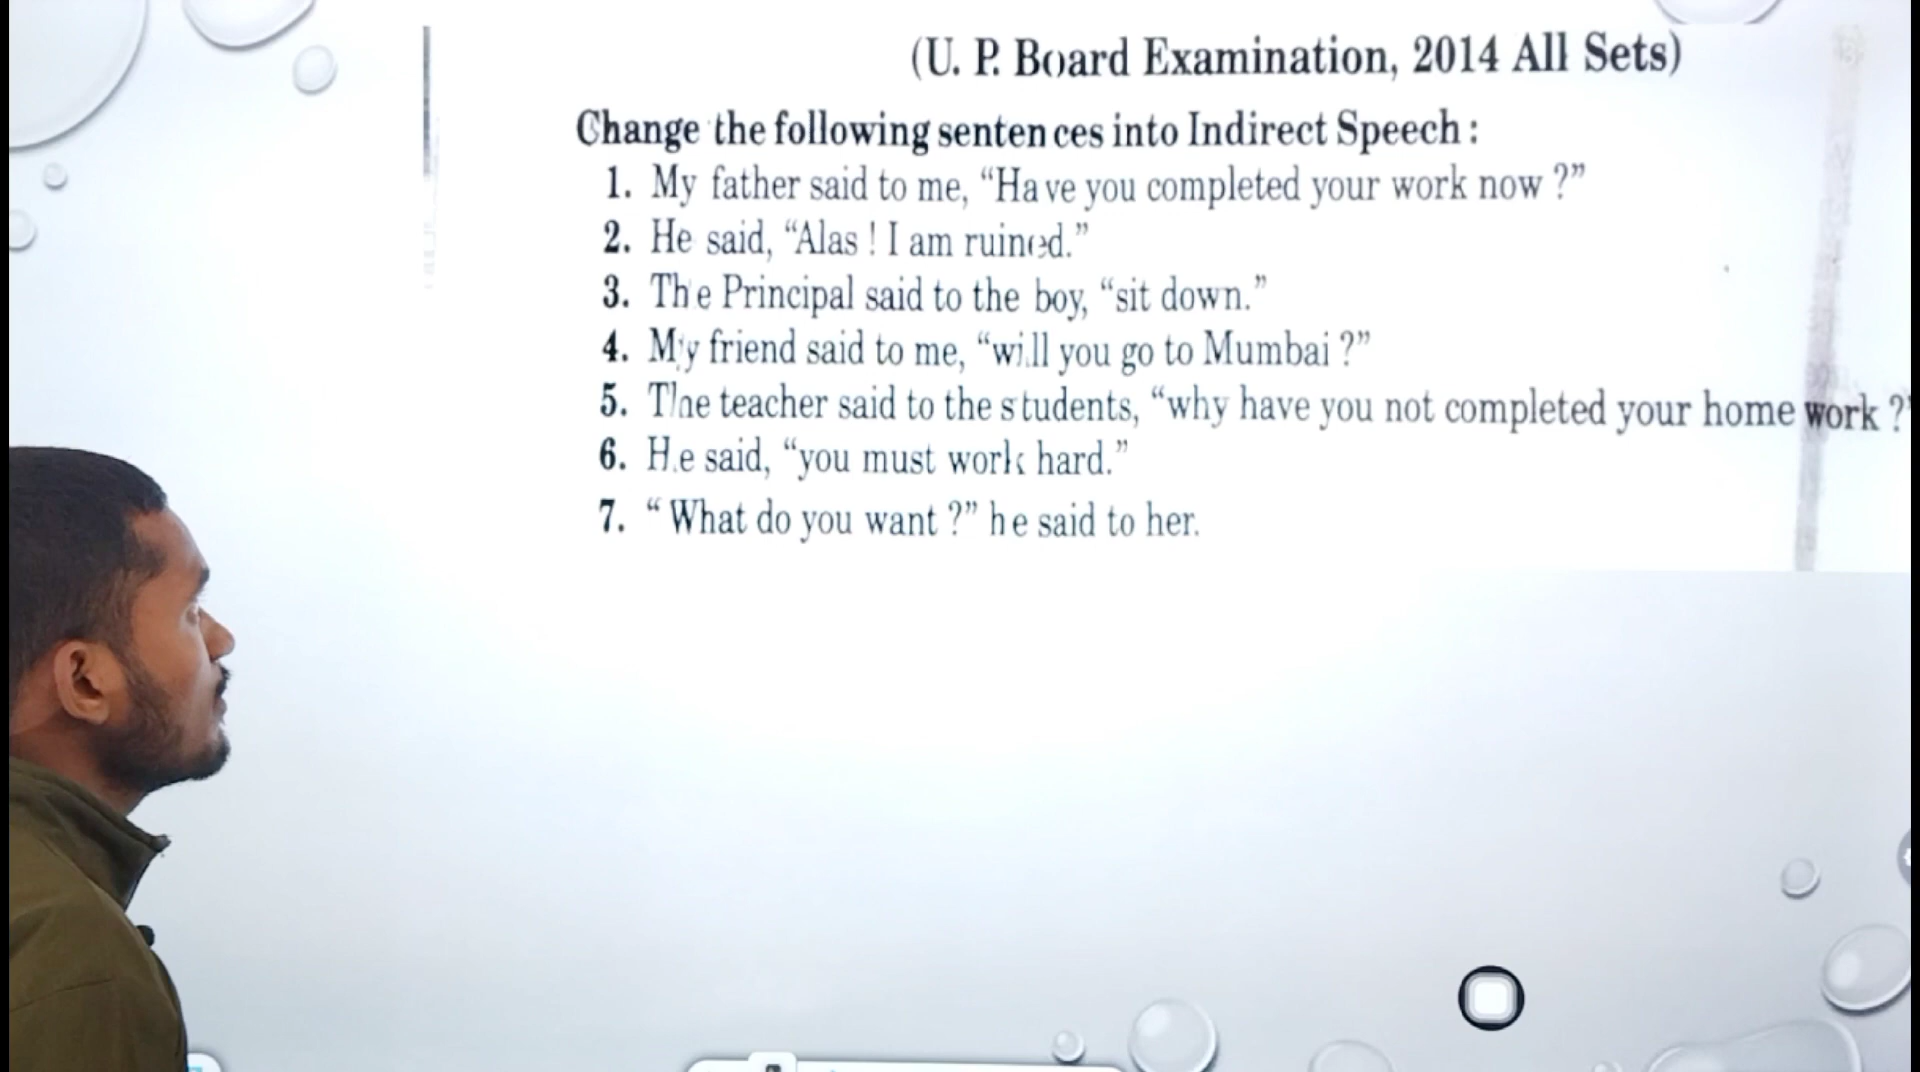 (U. P. Board Examination, 2014 All Sets)
Change the following sentences into Indirect Speech :
1. My father said to me, “Have you completed your work now ?”
2. He said, “Alas ! I am ruined.”
3. The Principal said to the boy, “sit down.”
4. My friend said to me, “will you go to Mumbai ?”
5. The teacher said to the students, “why have you not completed your home work ?”
6. He said, “you must work hard.”
7. “What do you want ?” he said to her.